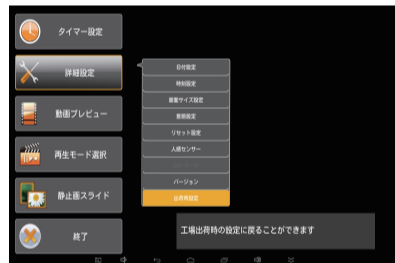 タイマー設定
詳細設定
動画プレビュー
再生モード選択
静止画スライド
終了
日付設定
時刻設定
画面サイズ設定
言語設定
リセット設定
人感センサー
バージョン
出荷時設定
工場出荷時の設定に戻ることができます